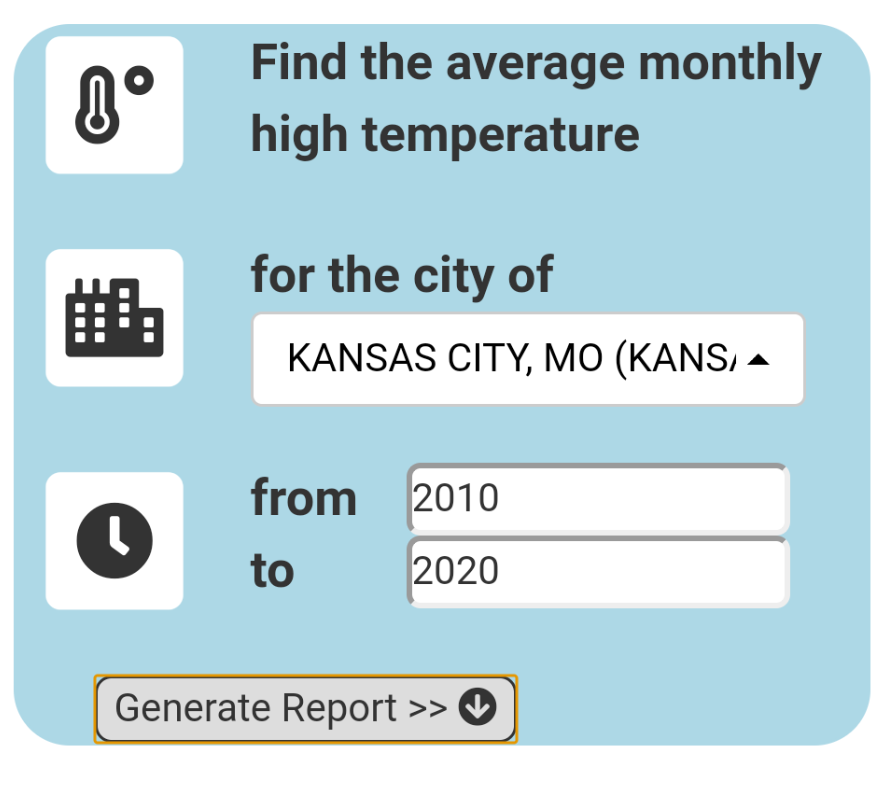 Find the average monthly
high temperature
for the city of
KANSAS CITY, MO (KANS
from 2010
to 2020
Generate Report >>